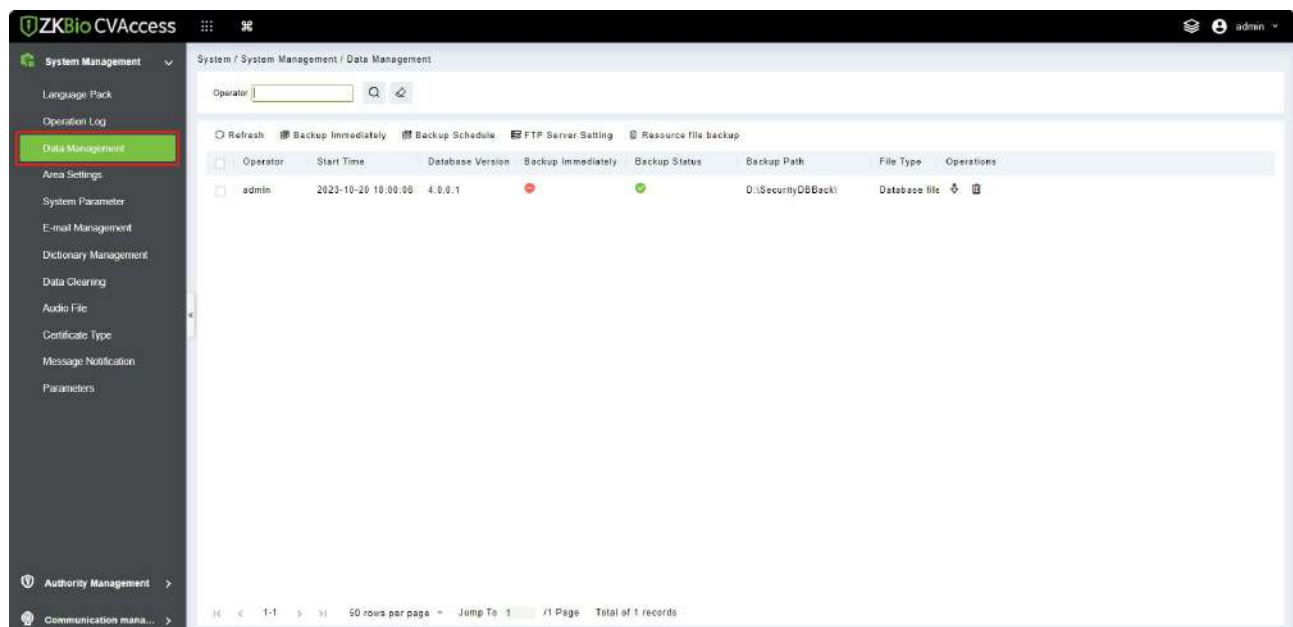 ZKBio CVAccess
admin
System Management
Language Pack
Operation Log
Data Management
Area Settings
System Parameter
E-mail Management
Dictionary Management
Data Cleaning
Audio File
Certificate Type
Message Notification
Parameters
Authority Management
Communication mana...
System / System Management / Data Management
Operator
Refresh Backup Immediately Backup Schedule FTP Server Setting Resource file backup
Operator Start Time Database Version Backup Immediately Backup Status Backup Path File Type Operations
admin 2023-10-20 18:00:06 4.0.0.1 D:\SecurityDBBack\ Database file
1-1 50 rows per page Jump To 1 /1 Page Total of 1 records